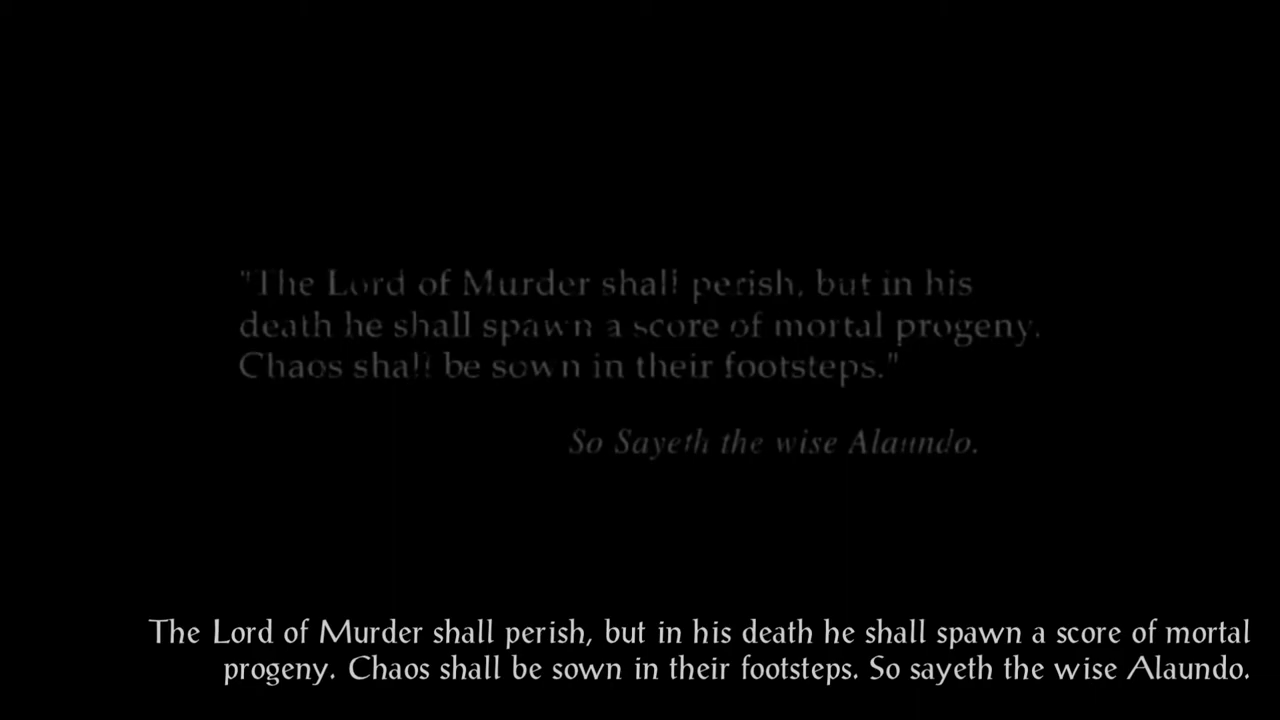 "The Lord of Murder shall perish, but in his
death he shall spawn a score of mortal progeny.
Chaos shall be sown in their footsteps."
So Sayeth the wise Alaundo.
The Lord of Murder shall perish, but in his death he shall spawn a score of mortal
progeny. Chaos shall be sown in their footsteps. So sayeth the wise Alaundo.